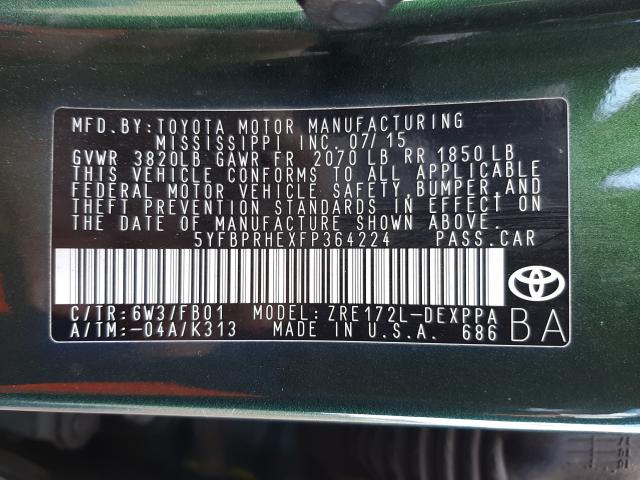 MFD.BY:TOYOTA MOTOR MANUFACTURING
MISSISSIPPI INC. 07/15
GVWR 3820LB GAWR FR 2070 LB RR 1850 LB
THIS VEHICLE CONFORMS TO ALL APPLICABLE
FEDERAL MOTOR VEHICLE SAFETY, BUMPER, AND
THEFT PREVENTION STANDARDS IN EFFECT ON
THE DATE OF MANUFACTURE SHOWN ABOVE.
5YFBPRHEXFP364224 PASS.CAR
C/TR:6W3/FB01 MODEL:ZRE172L-DEXPPA
A/TM:-04A/K313 MADE IN U.S.A. 686
BA